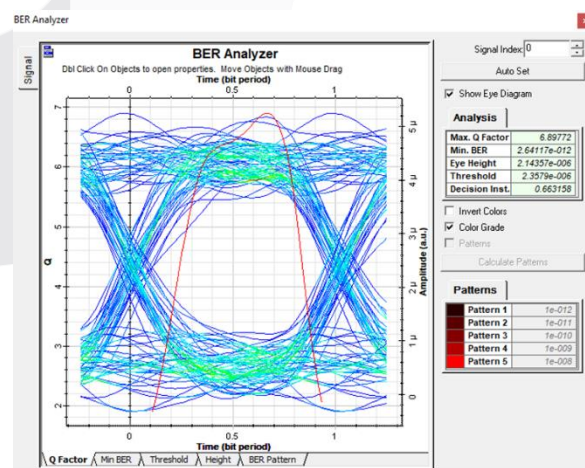 BER Analyzer
Signal
BER Analyzer
Dbl Click On Objects to open properties. Move Objects with Mouse Drag
Time (bit period)
0 0.5 1
7
6
5
4
3
2
Q
5 µ
4 µ
3 µ
2 µ
1 µ
0
Amplitude (a.u.)
0 0.5 1
Time (bit period)
Q Factor Min BER Threshold Height BER Pattern
Signal Index: 0
Auto Set
Show Eye Diagram
Analysis
Max. Q Factor 6.89772
Min. BER 2.64117e-012
Eye Height 2.14357e-006
Threshold 2.3579e-006
Decision Inst. 0.663158
Invert Colors
Color Grade
Patterns
Calculate Patterns
Patterns
Pattern 1 1e-012
Pattern 2 1e-011
Pattern 3 1e-010
Pattern 4 1e-009
Pattern 5 1e-008